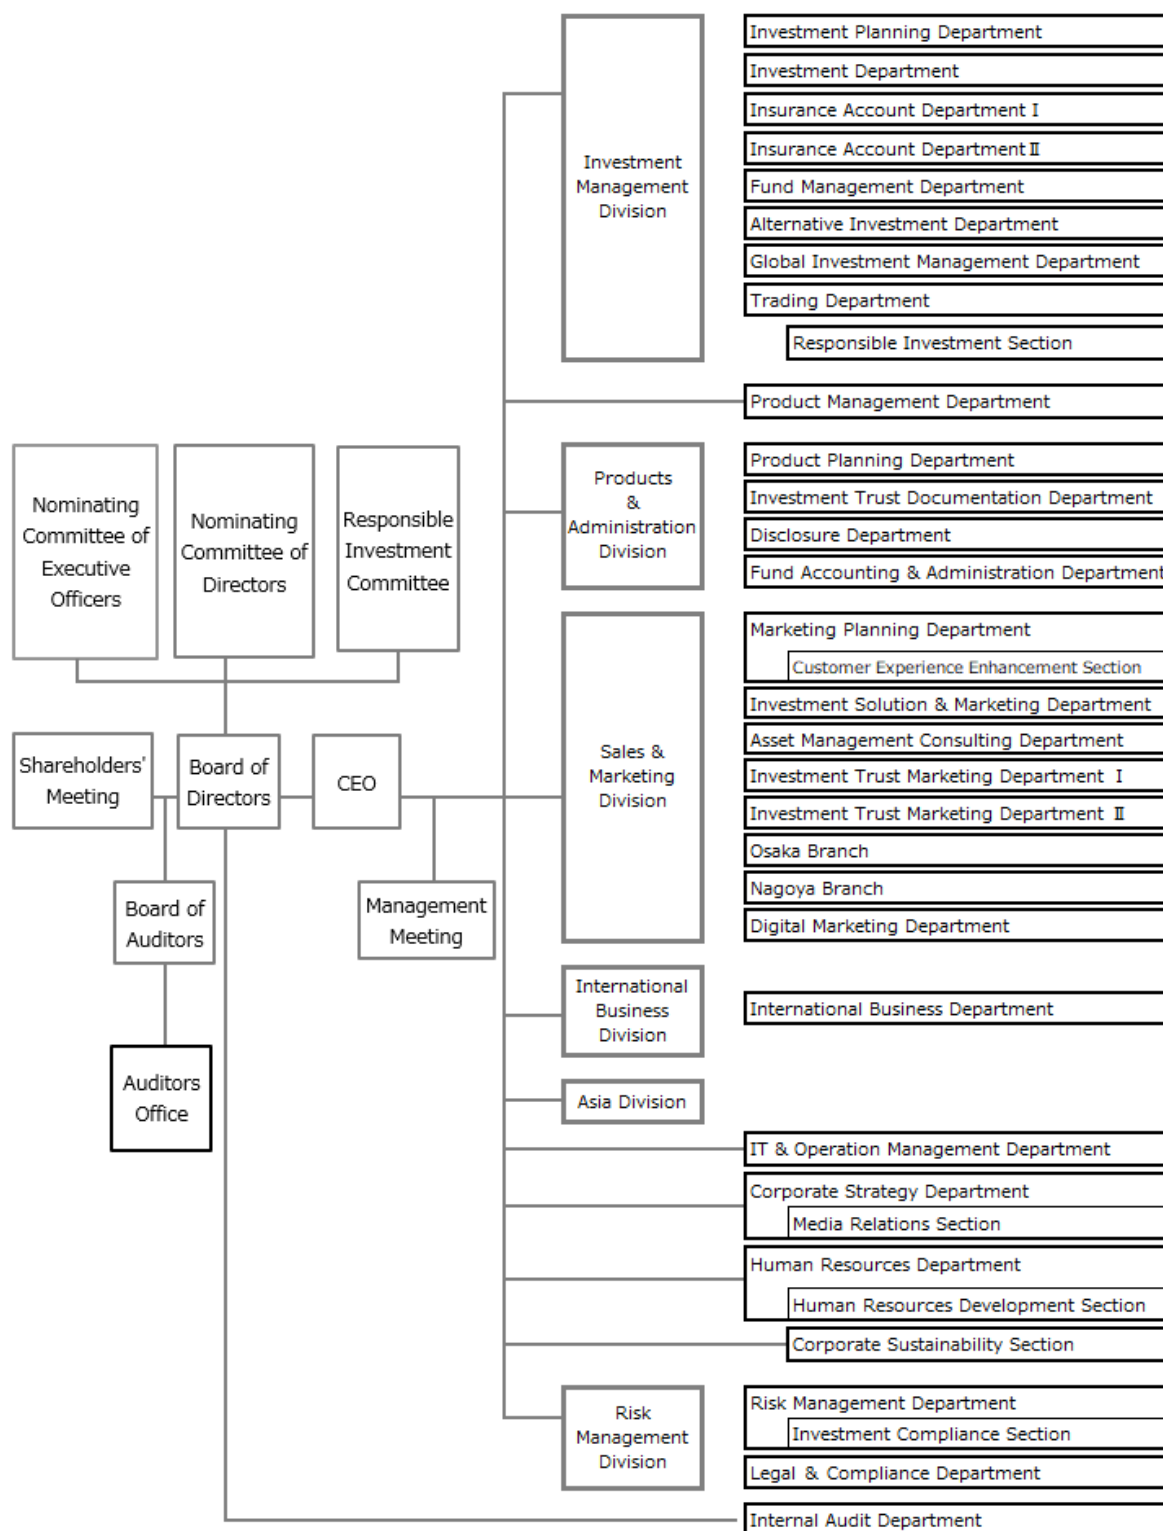 Investment Planning Department
Investment Department
Insurance Account Department I
Insurance Account Department Ⅱ
Fund Management Department
Alternative Investment Department
Global Investment Management Department
Trading Department
Responsible Investment Section
Investment
Management
Division
Product Management Department
Nominating
Committee of
Executive
Officers
Nominating
Committee of
Directors
Responsible
Investment
Committee
Products
&
Administration
Division
Product Planning Department
Investment Trust Documentation Department
Disclosure Department
Fund Accounting & Administration Department
Shareholders'
Meeting
Board of
Directors
CEO
Board of
Auditors
Management
Meeting
Auditors
Office
Sales &
Marketing
Division
Marketing Planning Department
Customer Experience Enhancement Section
Investment Solution & Marketing Department
Asset Management Consulting Department
Investment Trust Marketing Department Ⅰ
Investment Trust Marketing Department Ⅱ
Osaka Branch
Nagoya Branch
Digital Marketing Department
International
Business
Division
International Business Department
Asia Division
IT & Operation Management Department
Corporate Strategy Department
Media Relations Section
Human Resources Department
Human Resources Development Section
Corporate Sustainability Section
Risk
Management
Division
Risk Management Department
Investment Compliance Section
Legal & Compliance Department
Internal Audit Department